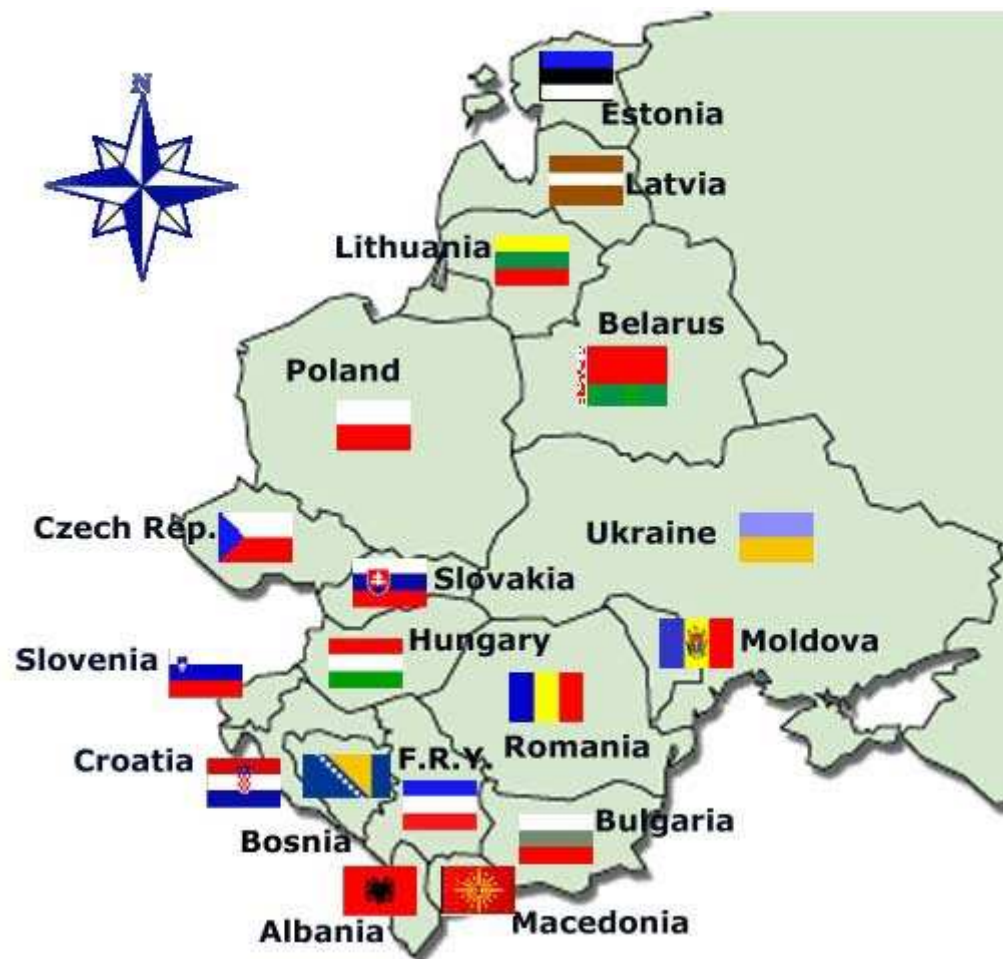 N
Estonia
Latvia
Lithuania
Belarus
Poland
Czech Rep.
Ukraine
Slovakia
Hungary
Moldova
Slovenia
Romania
Croatia
F.R.Y.
Bulgaria
Bosnia
Albania
Macedonia